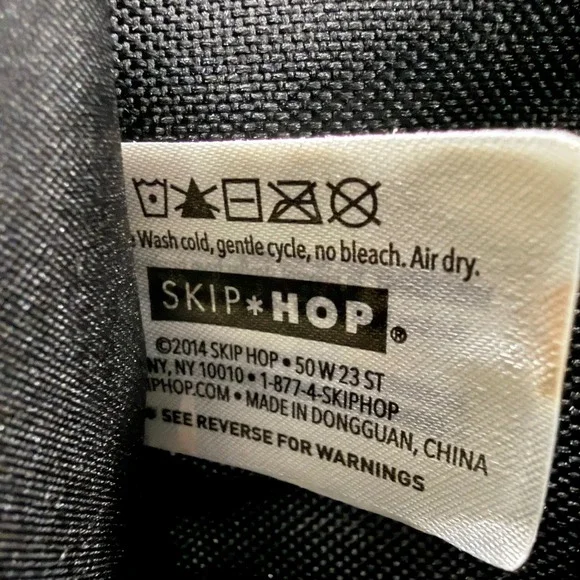 Wash cold, gentle cycle, no bleach. Air dry.
SKIP*HOP®
©2014 SKIP HOP • 50 W 23 ST
NY, NY 10010 • 1-877-4-SKIPHOP
IPHOP.COM • MADE IN DONGGUAN, CHINA
SEE REVERSE FOR WARNINGS